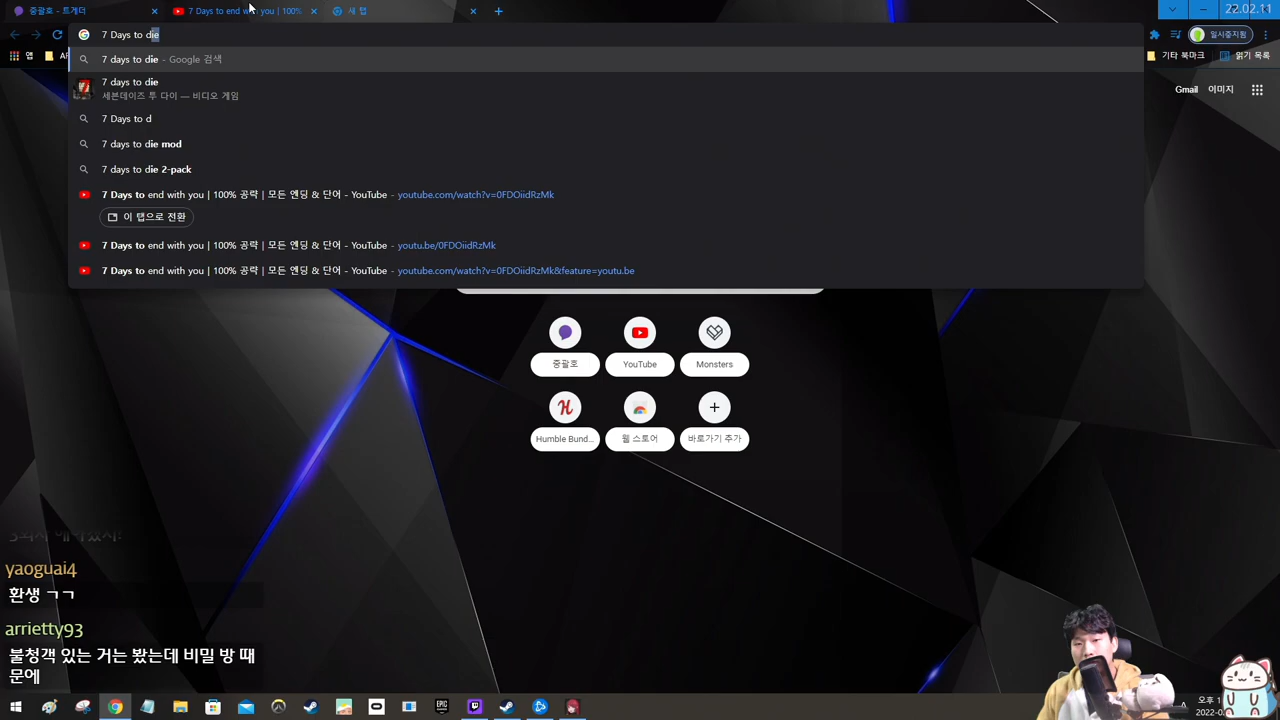 중괄호 - 트게더
7 Days to end with you | 100%
새 탭
22.02.11
7 Days to die
일시중지됨
앱
기타 북마크
읽기 목록
7 days to die - Google 검색
7 days to die
세븐데이즈 투 다이 — 비디오 게임
7 Days to d
7 days to die mod
7 days to die 2-pack
7 Days to end with you | 100% 공략 | 모든 엔딩 & 단어 - YouTube - youtube.com/watch?v=0FDOiidRzMk
이 탭으로 전환
7 Days to end with you | 100% 공략 | 모든 엔딩 & 단어 - YouTube - youtu.be/0FDOiidRzMk
7 Days to end with you | 100% 공략 | 모든 엔딩 & 단어 - YouTube - youtube.com/watch?v=0FDOiidRzMk&feature=youtu.be
Gmail
이미지
중괄호
YouTube
Monsters
Humble Bund...
웹 스토어
바로가기 추가
yaoguai4
환생 ㄱㄱ
arrietty93
불청객 있는 거는 봤는데 비밀 방 때
문에
EPIC
오후